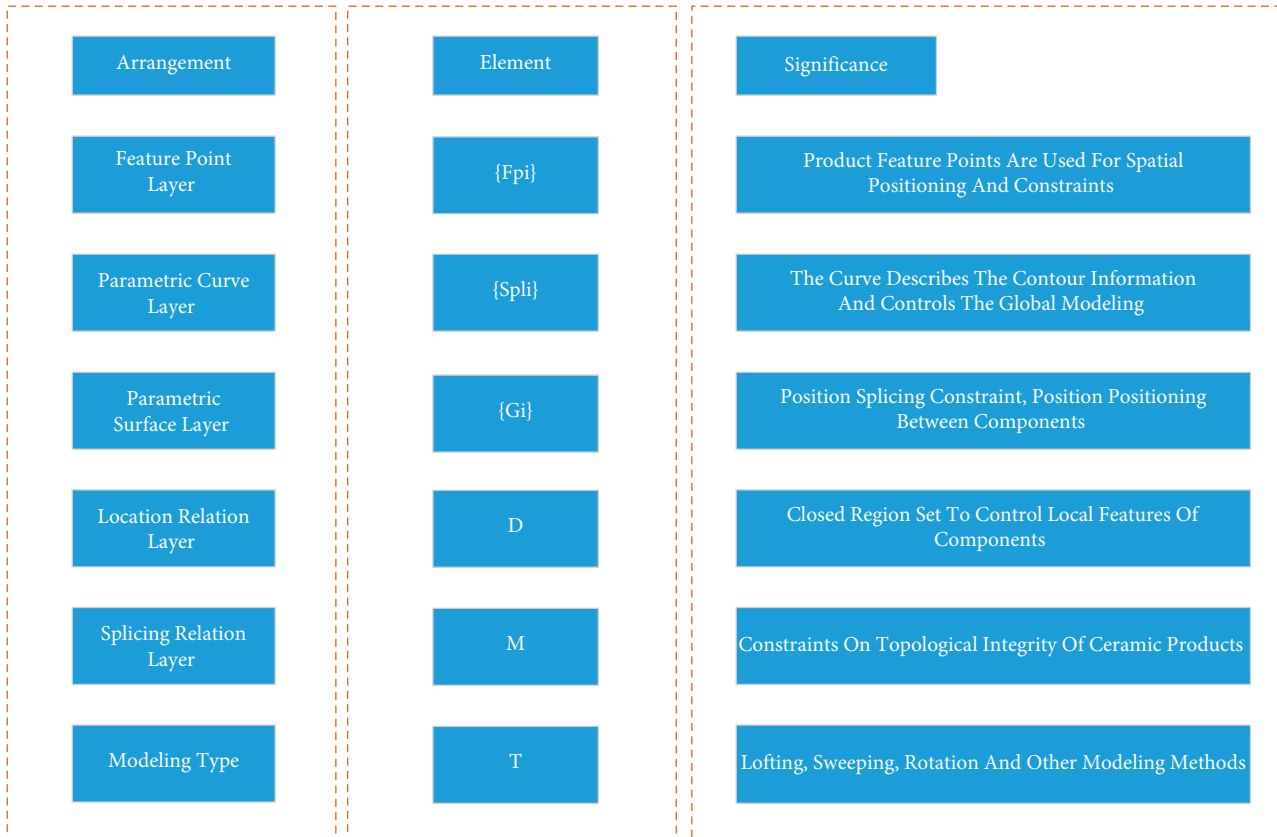 Arrangement
Element
Significance
Feature Point
Layer
{Fpi}
Product Feature Points Are Used For Spatial
Positioning And Constraints
Parametric Curve
Layer
{Spli}
The Curve Describes The Contour Information
And Controls The Global Modeling
Parametric
Surface Layer
{Gi}
Position Splicing Constraint, Position Positioning
Between Components
Location Relation
Layer
D
Closed Region Set To Control Local Features Of
Components
Splicing Relation
Layer
M
Constraints On Topological Integrity Of Ceramic Products
Modeling Type
T
Lofting, Sweeping, Rotation And Other Modeling Methods